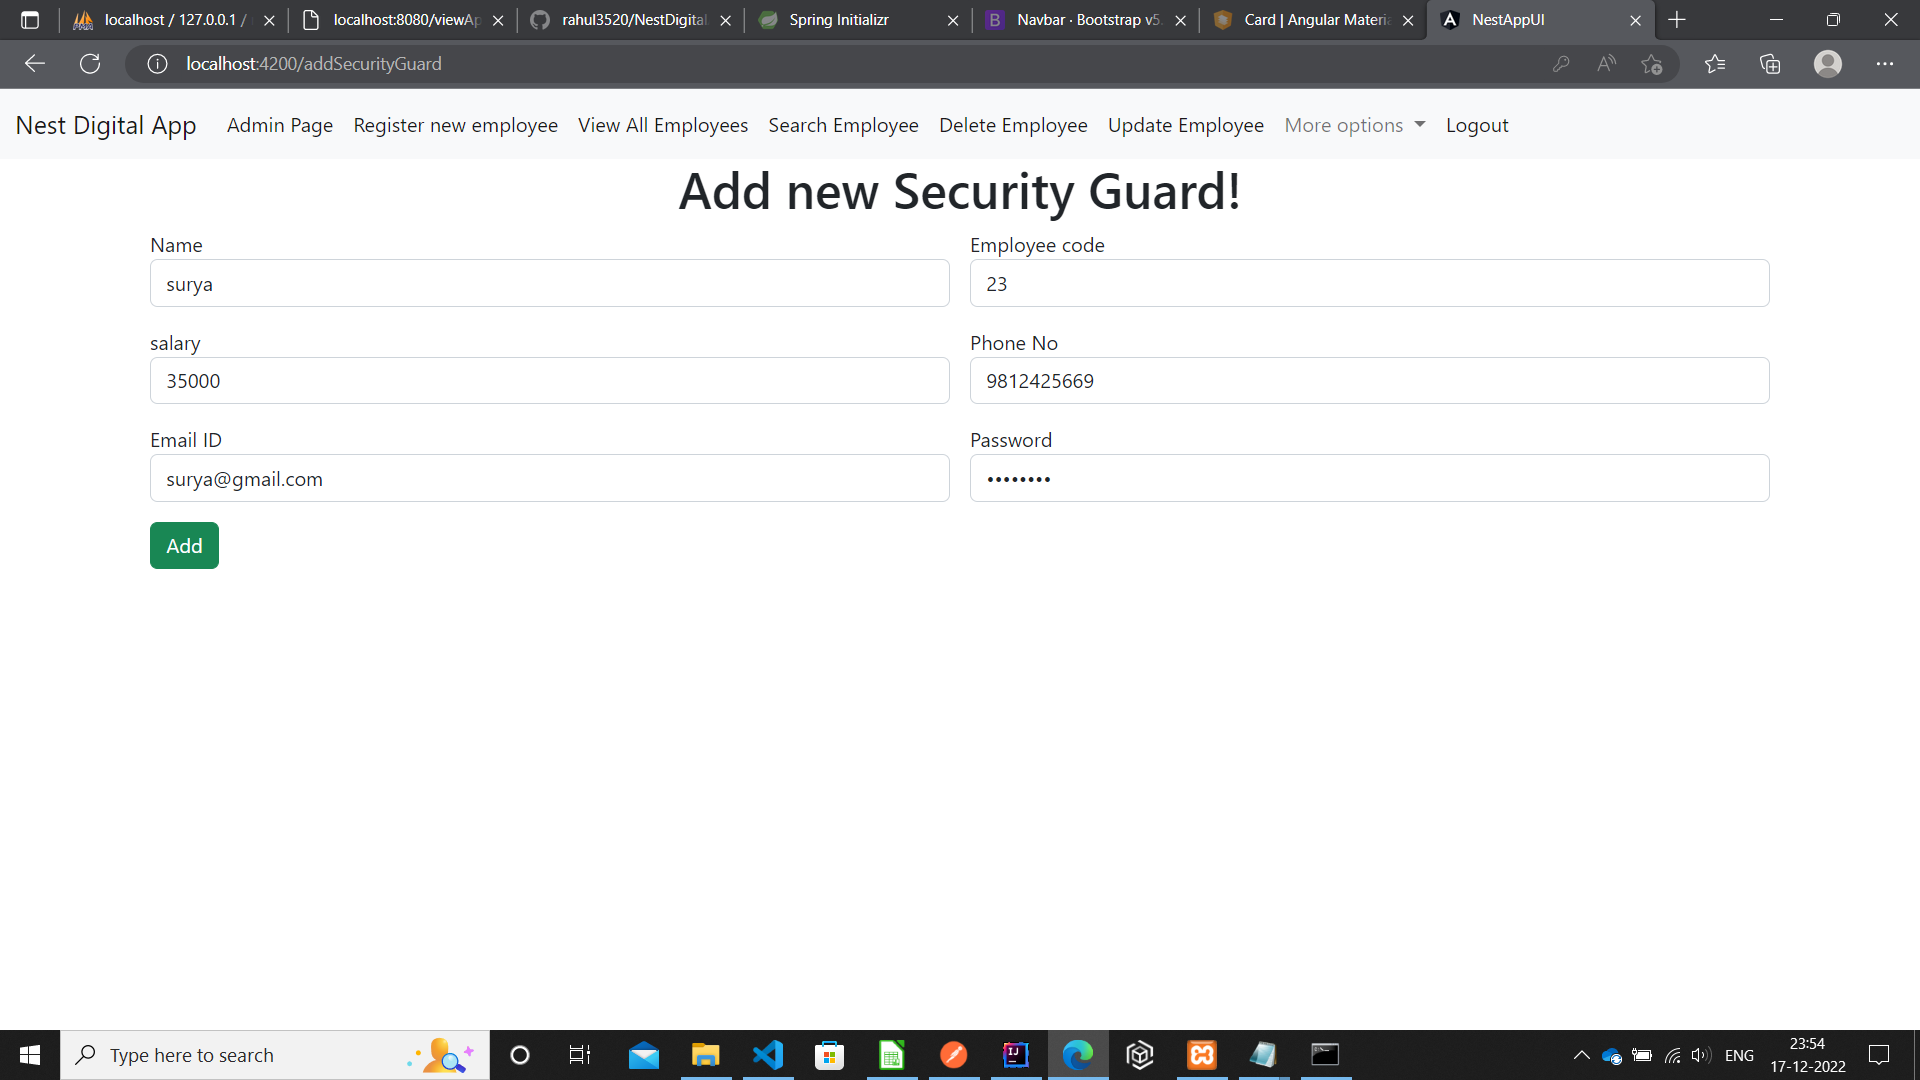 localhost / 127.0.0.1 /
localhost:8080/viewAp
rahul3520/NestDigital
Spring Initializr
Navbar · Bootstrap v5.
Card | Angular Materia
NestAppUI
localhost:4200/addSecurityGuard
Nest Digital App
Admin Page
Register new employee
View All Employees
Search Employee
Delete Employee
Update Employee
More options
Logout
Add new Security Guard!
Name
Employee code
surya
23
salary
Phone No
35000
9812425669
Email ID
Password
surya@gmail.com
••••••••
Add
Type here to search
ENG
23:54
17-12-2022